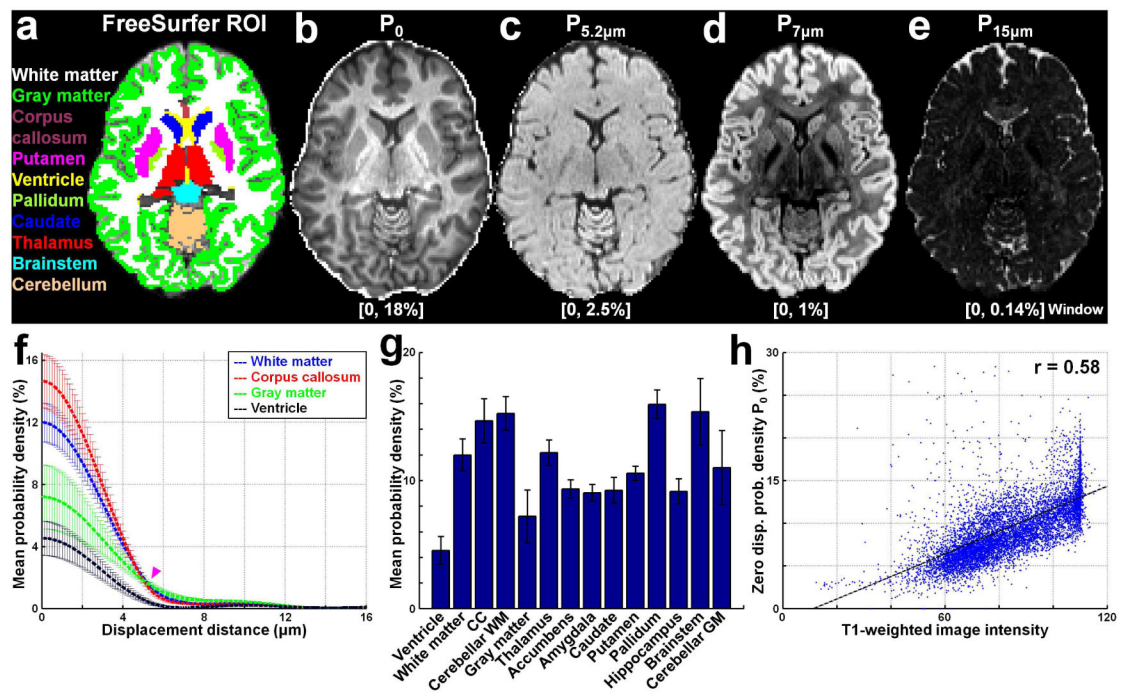 a FreeSurfer ROI b P0 c P5.2μm d P7μm e P15μm
White matter
Gray matter
Corpus
callosum
Putamen
Ventricle
Pallidum
Caudate
Thalamus
Brainstem
Cerebellum
[0, 18%] [0, 2.5%] [0, 1%] [0, 0.14%] Window
f
Mean probability density (%)
16
12
8
4
0
0 4 8 12 16
Displacement distance (μm)
White matter
Corpus callosum
Gray matter
Ventricle
g
Mean probability density (%)
20
10
0
Ventricle
White matter
CC
Cerebellar WM
Gray matter
Thalamus
Accumbens
Amygdala
Caudate
Putamen
Pallidum
Hippocampus
Brainstem
Cerebellar GM
h
r = 0.58
Zero disp. prob. density P0 (%)
30
15
0
0 60 120
T1-weighted image intensity